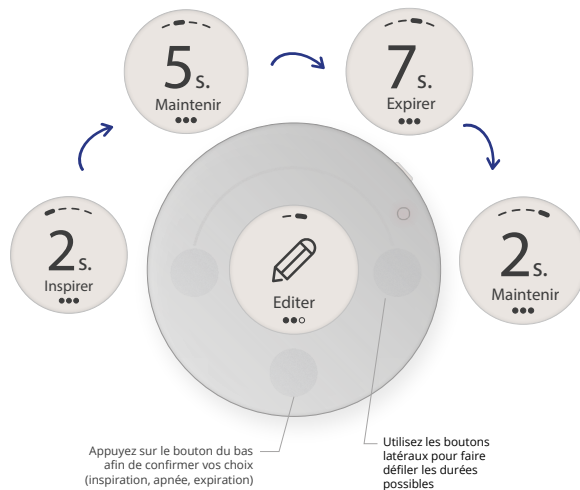 5s.
Maintenir
7s.
Expirer
2s.
Inspirer
Editer
2s.
Maintenir
Appuyez sur le bouton du bas
afin de confirmer vos choix
(inspiration, apnée, expiration)
Utilisez les boutons
latéraux pour faire
défiler les durées
possibles